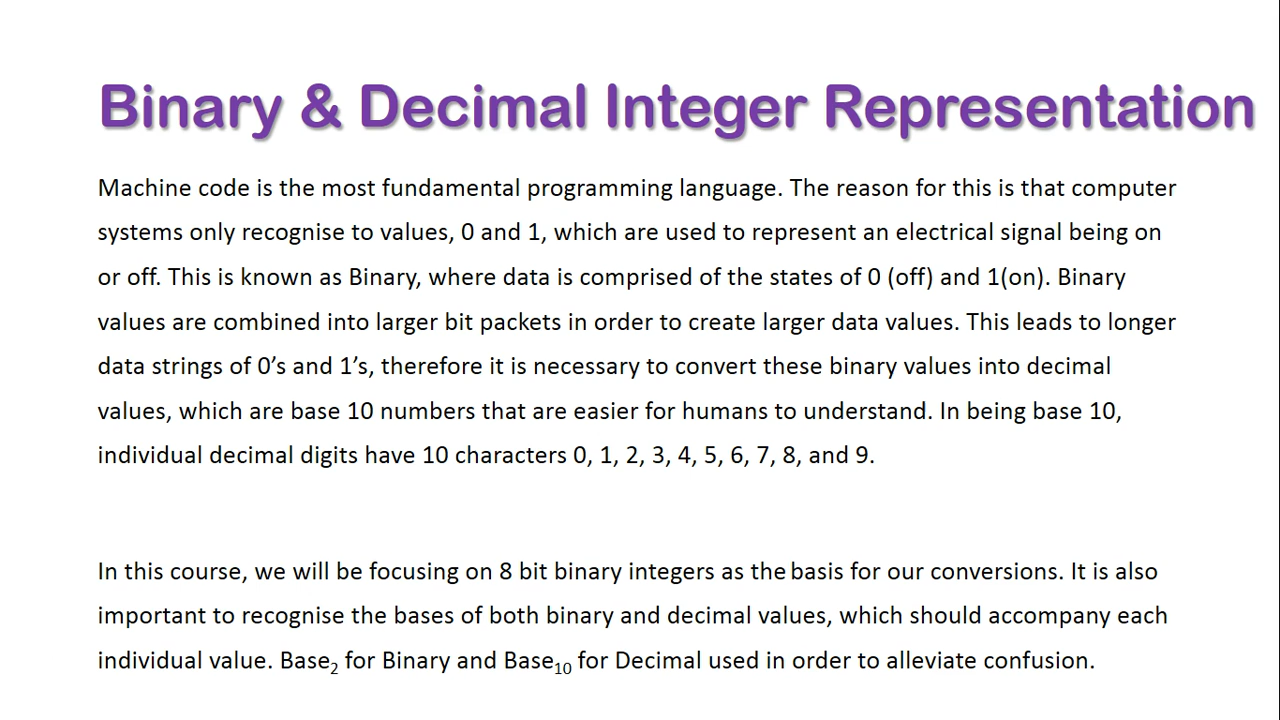 Binary & Decimal Integer Representation
Machine code is the most fundamental programming language. The reason for this is that computer
systems only recognise to values, 0 and 1, which are used to represent an electrical signal being on
or off. This is known as Binary, where data is comprised of the states of 0 (off) and 1(on). Binary
values are combined into larger bit packets in order to create larger data values. This leads to longer
data strings of 0’s and 1’s, therefore it is necessary to convert these binary values into decimal
values, which are base 10 numbers that are easier for humans to understand. In being base 10,
individual decimal digits have 10 characters 0, 1, 2, 3, 4, 5, 6, 7, 8, and 9.
In this course, we will be focusing on 8 bit binary integers as the basis for our conversions. It is also
important to recognise the bases of both binary and decimal values, which should accompany each
individual value. Base₂ for Binary and Base₁₀ for Decimal used in order to alleviate confusion.